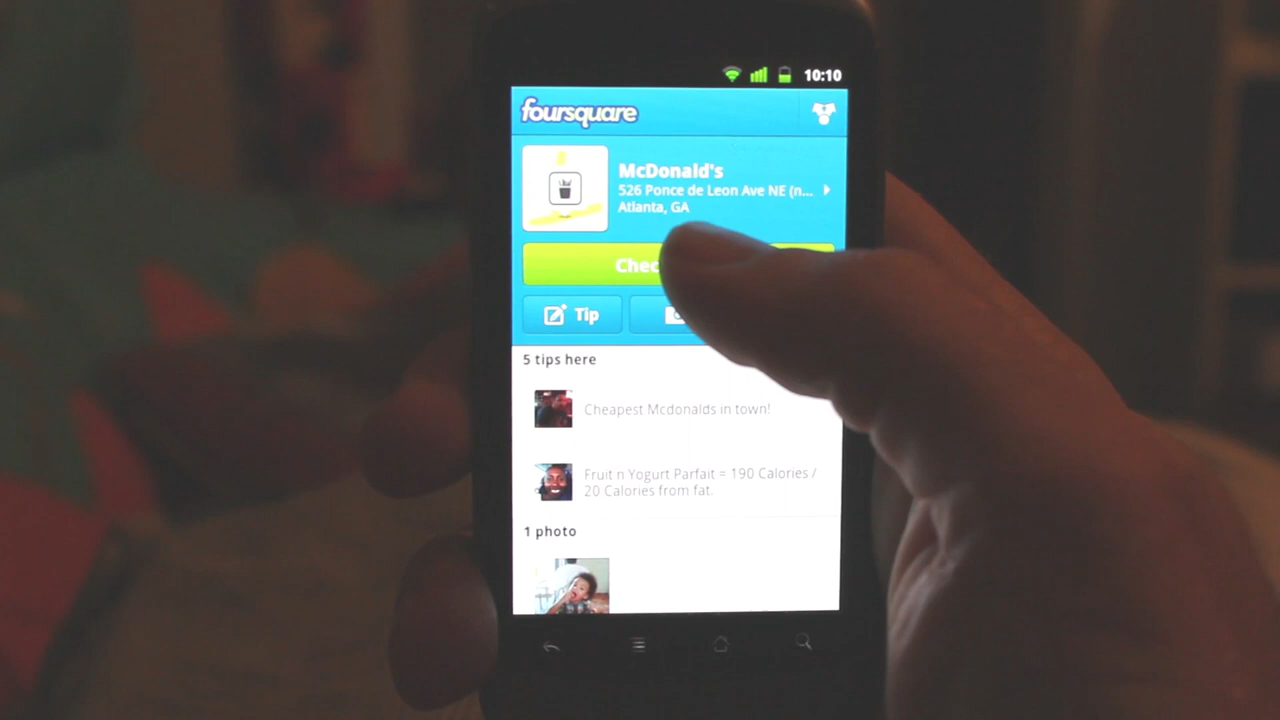 10:10
foursquare
McDonald's
526 Ponce de Leon Ave NE (n...
Atlanta, GA
Chec
Tip
5 tips here
Cheapest Mcdonalds in town!
Fruit n Yogurt Parfait = 190 Calories /
20 Calories from fat.
1 photo